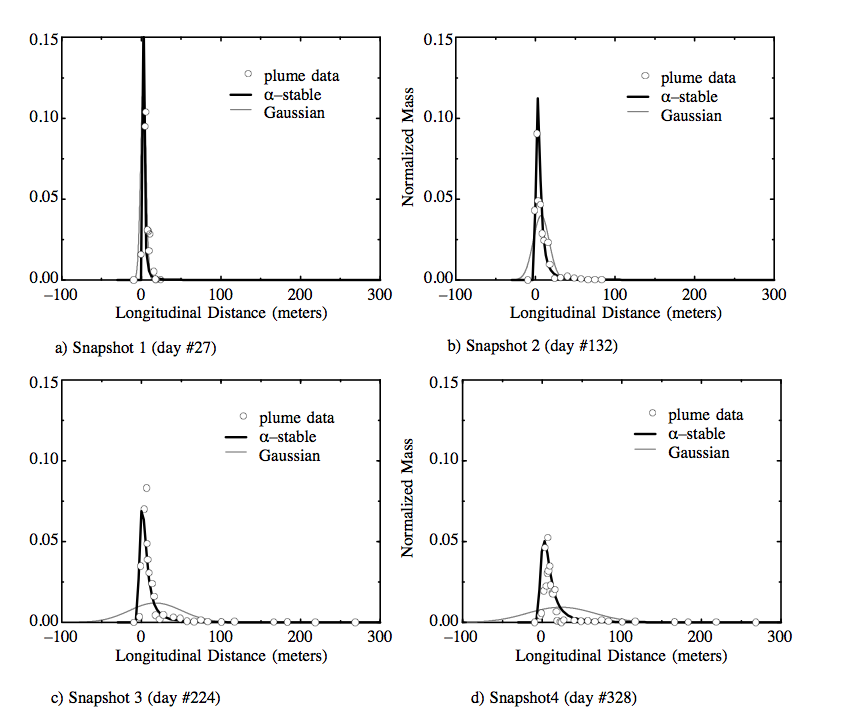 0.15
0.10
0.05
0.00
−100
0
100
200
300
Longitudinal Distance (meters)
plume data
α−stable
Gaussian
a) Snapshot 1 (day #27)
Normalized Mass
0.15
0.10
0.05
0.00
−100
0
100
200
300
Longitudinal Distance (meters)
plume data
α−stable
Gaussian
b) Snapshot 2 (day #132)
0.15
0.10
0.05
0.00
−100
0
100
200
300
Longitudinal Distance (meters)
plume data
α−stable
Gaussian
c) Snapshot 3 (day #224)
Normalized Mass
0.15
0.10
0.05
0.00
−100
0
100
200
300
Longitudinal Distance (meters)
plume data
α−stable
Gaussian
d) Snapshot4 (day #328)